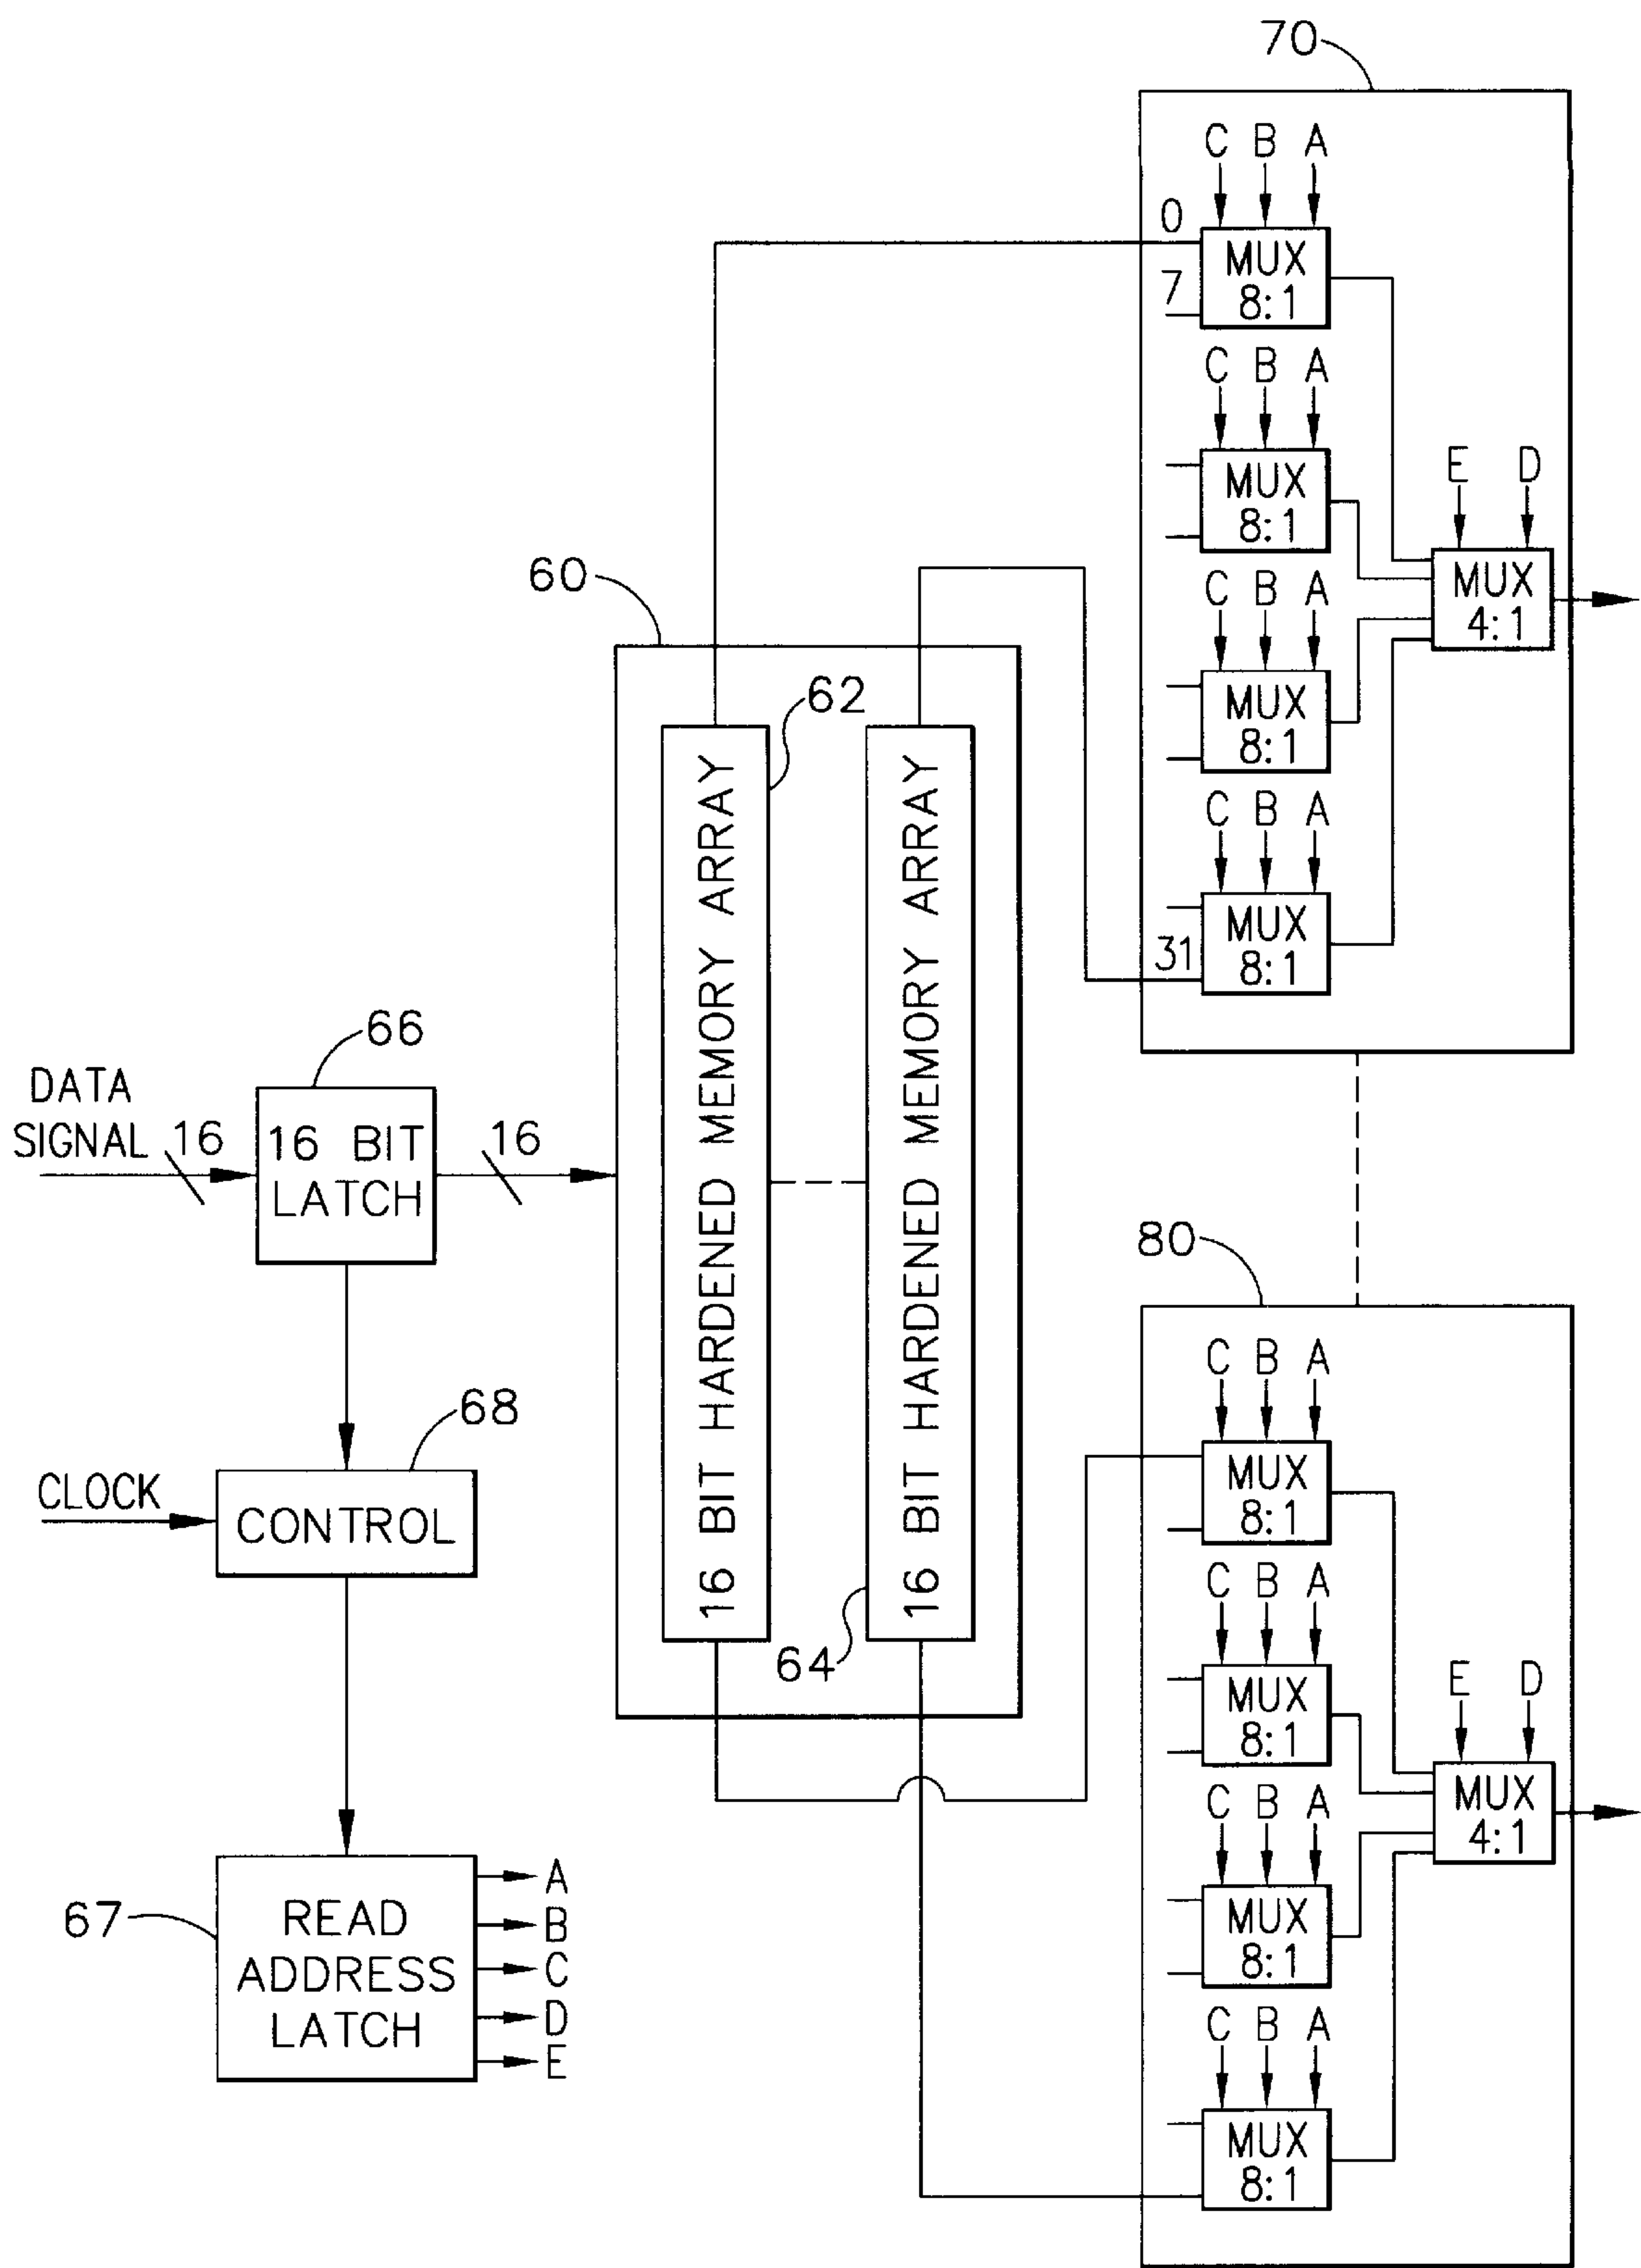 70
C B A
0
7
MUX
8:1
C B A
MUX
8:1
E D
MUX
4:1
C B A
MUX
8:1
C B A
31
MUX
8:1
60
62
16 BIT HARDENED MEMORY ARRAY
16 BIT HARDENED MEMORY ARRAY
64
66
DATA
SIGNAL
16
16 BIT
LATCH
16
68
CLOCK
CONTROL
67
READ
ADDRESS
LATCH
A
B
C
D
E
80
C B A
MUX
8:1
C B A
MUX
8:1
E D
MUX
4:1
C B A
MUX
8:1
C B A
MUX
8:1